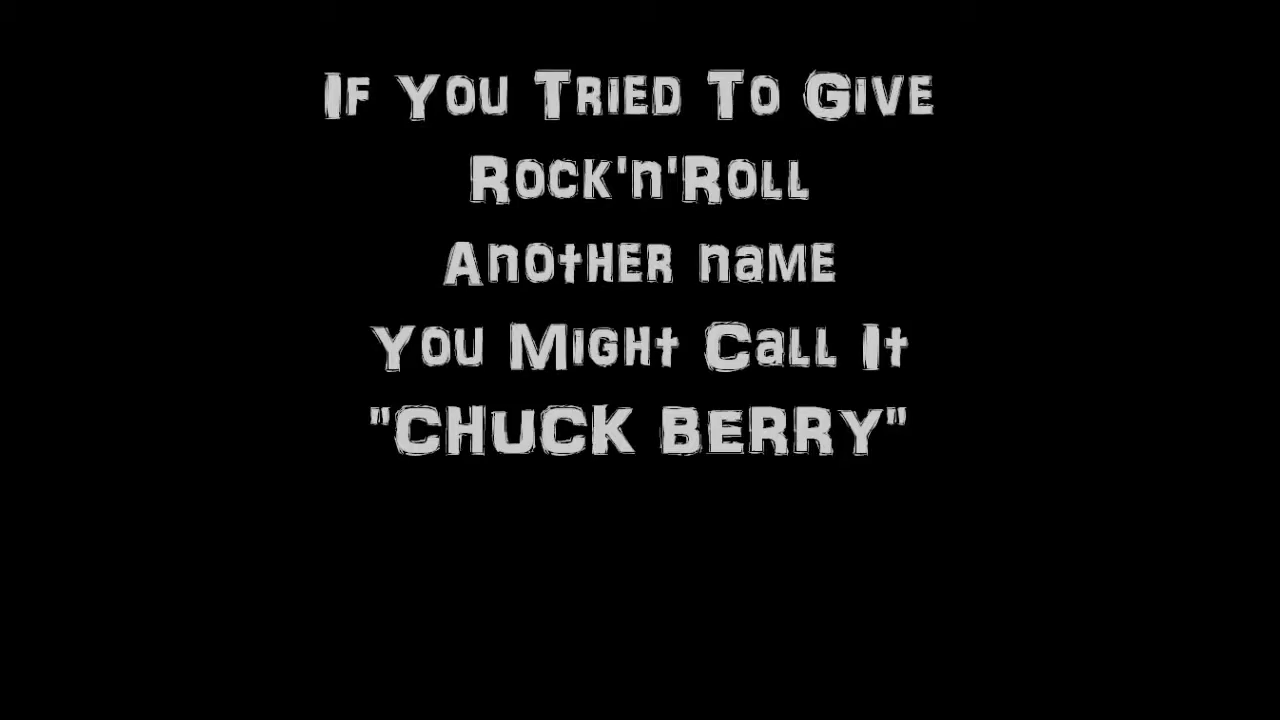 If You Tried To Give
Rock'n'Roll
Another name
You Might Call It
"CHUCK BERRY"